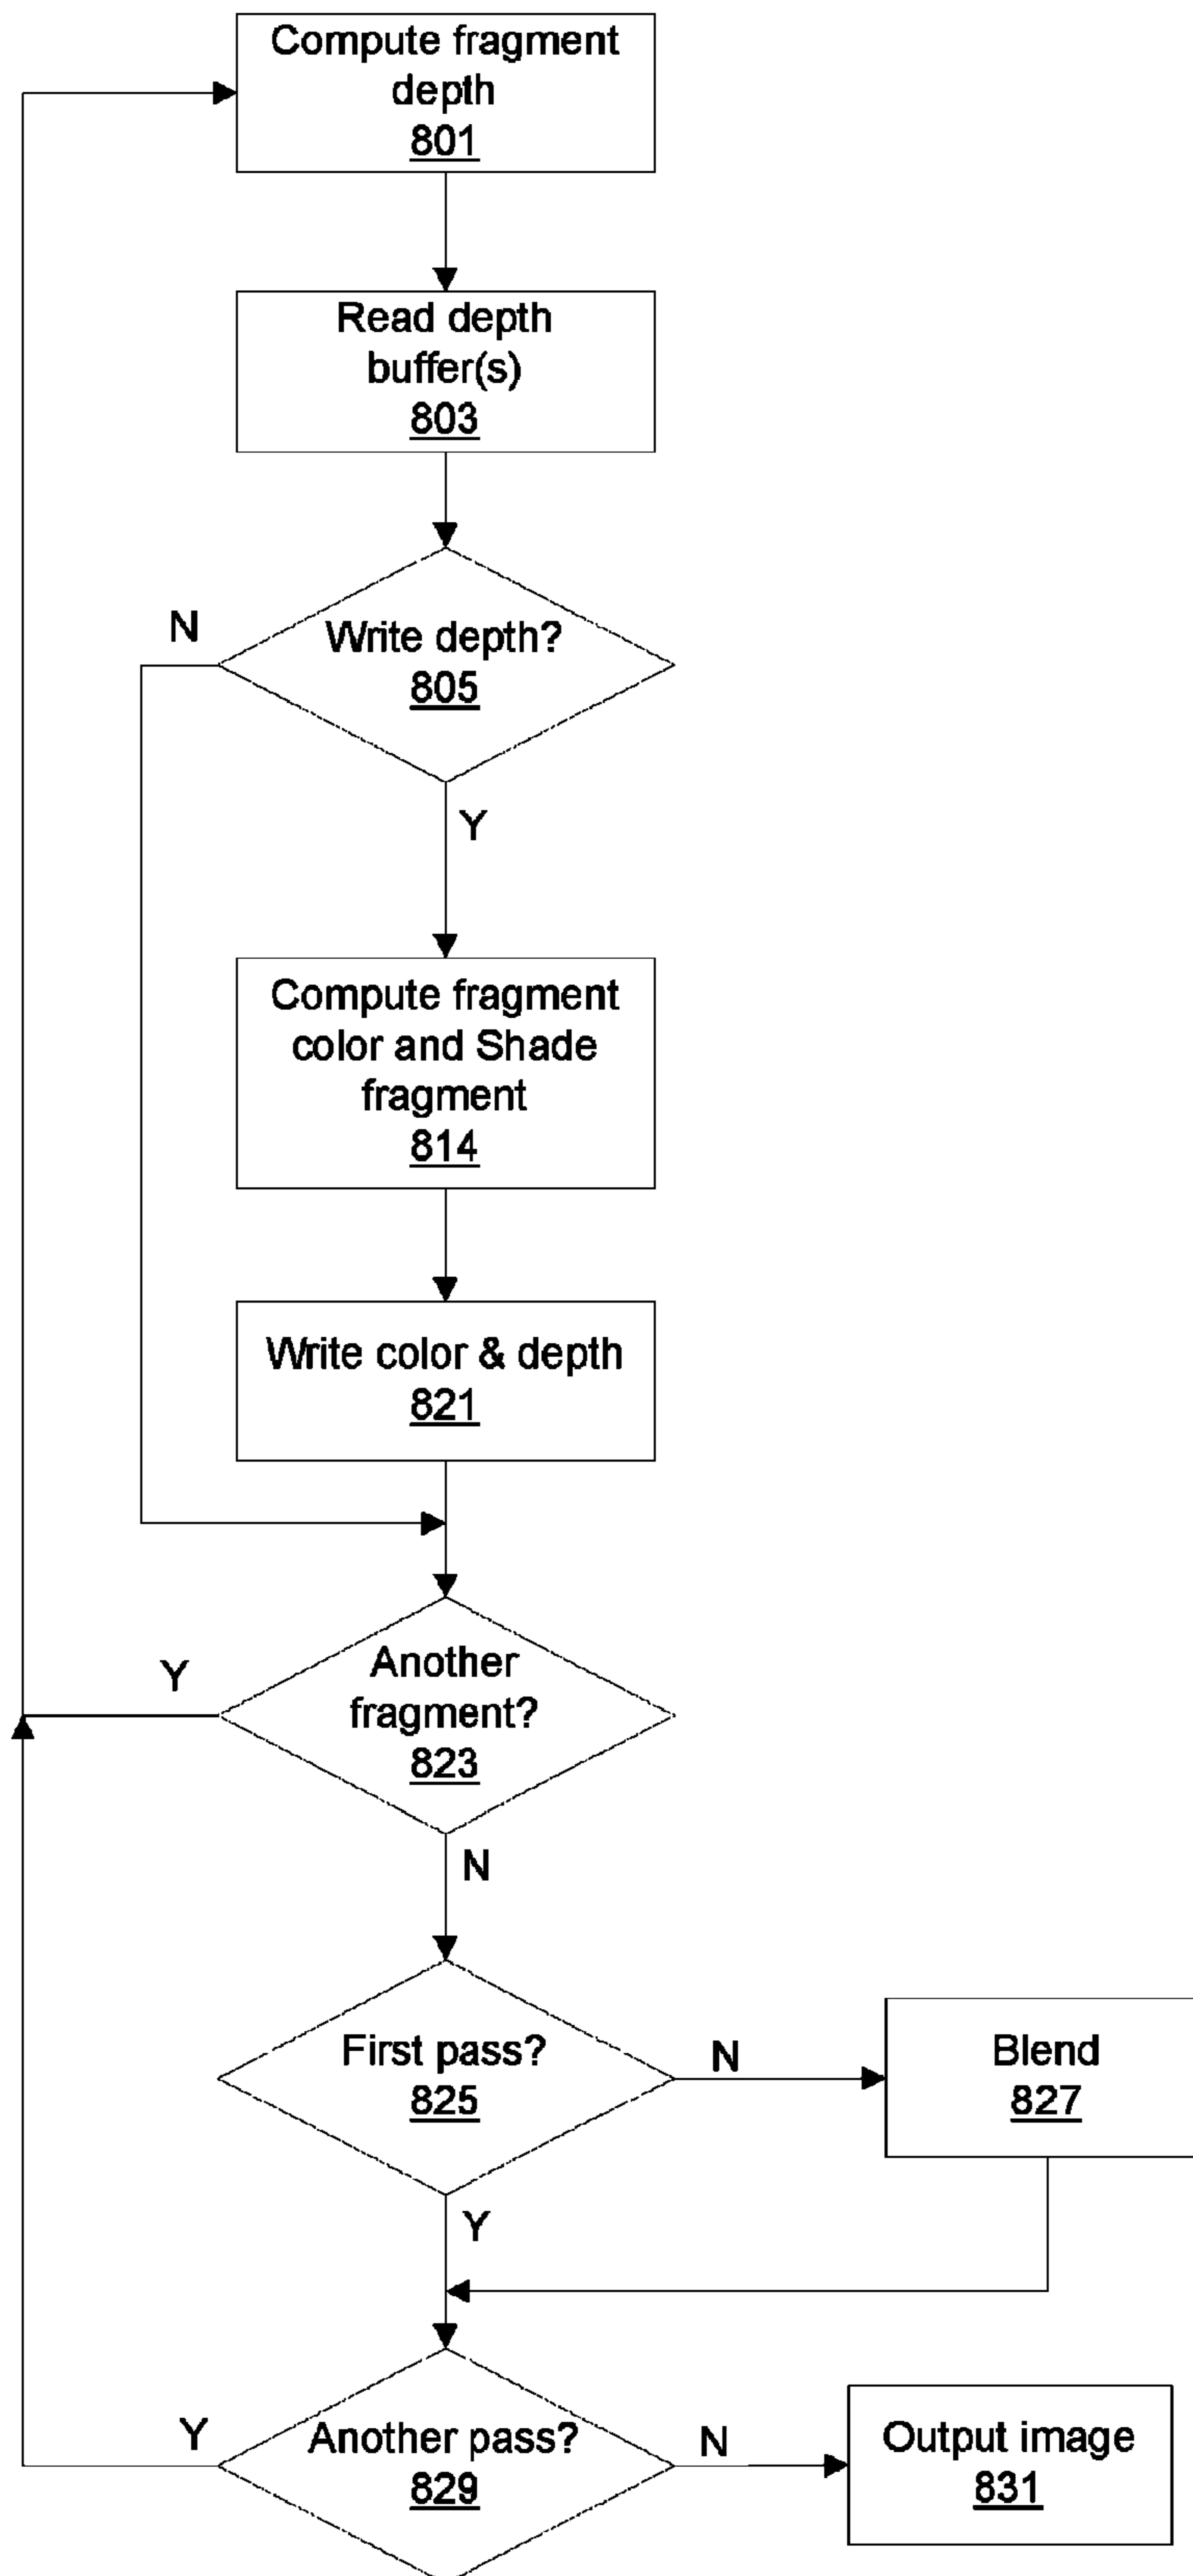 Compute fragment
depth
801
Read depth
buffer(s)
803
N
Write depth?
805
Y
Compute fragment
color and Shade
fragment
814
Write color & depth
821
Y
Another
fragment?
823
N
First pass?
825
N
Blend
827
Y
Y
Another pass?
829
N
Output image
831